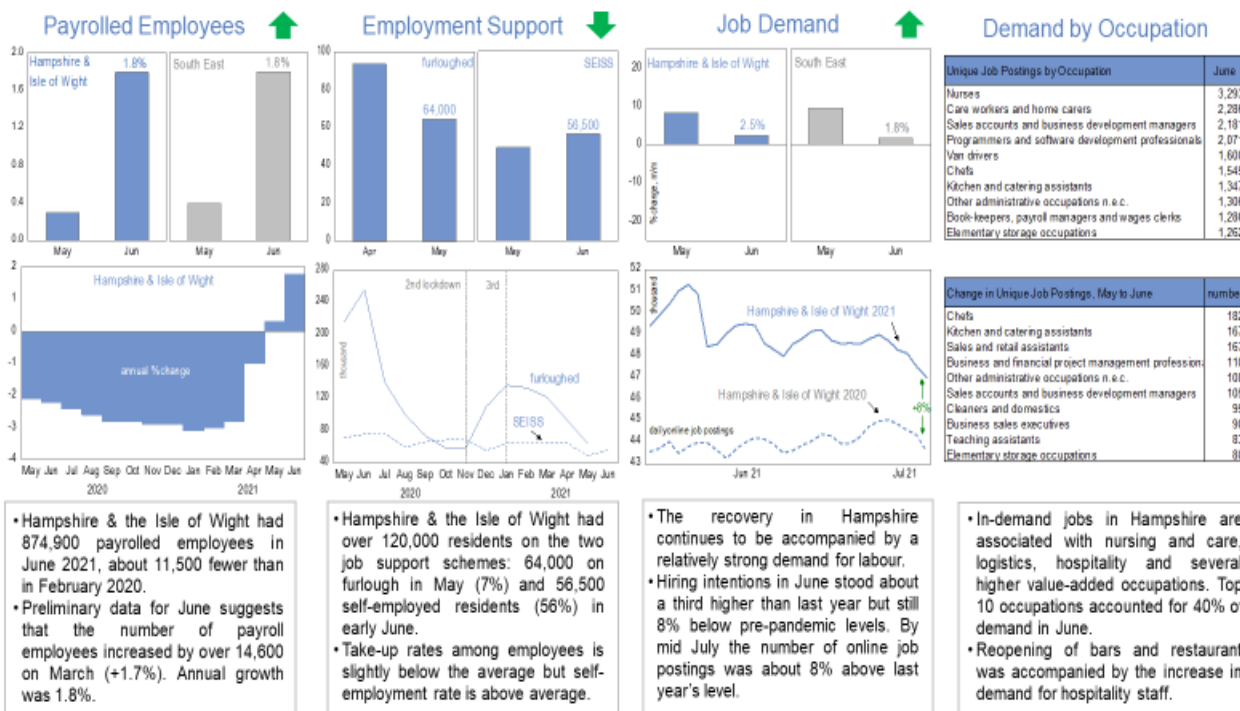 Payrolled Employees
Employment Support
Job Demand
Demand by Occupation
2.0
1.6
1.2
0.8
0.4
0.0
Hampshire &
Isle of Wight
1.8%
South East
1.8%
May
Jun
May
Jun
100
80
60
40
20
0
furloughed
64,000
SEISS
56,500
Apr
May
May
Jun
20
10
0
-10
-20
% change, m/m
Hampshire & Isle of Wight
2.5%
South East
1.8%
May
Jun
May
Jun
Unique Job Postings by Occupation
June
Nurses
Care workers and home carers
Sales accounts and business development managers
Programmers and software development professionals
Van drivers
Chefs
Kitchen and catering assistants
Other administrative occupations n.e.c.
Book-keepers, payroll managers and wages clerks
Elementary storage occupations
2
1
0
-1
-2
-3
-4
Hampshire & Isle of Wight
annual % change
May Jun Jul Aug Sep Oct Nov Dec Jan Feb Mar Apr May Jun
2020 2021
280
240
200
160
120
80
40
thousand
2nd lockdown
3rd
furloughed
SEISS
May Jun Jul Aug Sep Oct Nov Dec Jan Feb Mar Apr May Jun
2020 2021
52
51
50
49
48
47
46
45
44
43
thousand
Hampshire & Isle of Wight 2021
Hampshire & Isle of Wight 2020
+8%
daily online job postings
Jun 21
Jul 21
Change in Unique Job Postings, May to June
Chefs
Kitchen and catering assistants
Sales and retail assistants
Business and financial project management
Other administrative occupations n.e.c.
Sales accounts and business development managers
Cleaners and domestics
Business sales executives
Teaching assistants
Elementary storage occupations
• Hampshire & the Isle of Wight had
874,900 payrolled employees in
June 2021, about 11,500 fewer than
in February 2020.
• Preliminary data for June suggests
that the number of payroll
employees increased by over 14,600
on March (+1.7%). Annual growth
was 1.8%.
• Hampshire & the Isle of Wight had
over 120,000 residents on the two
job support schemes: 64,000 on
furlough in May (7%) and 56,500
self-employed residents (56%) in
early June.
• Take-up rates among employees is
slightly below the average but self-
employment rate is above average.
• The recovery in Hampshire
continues to be accompanied by a
relatively strong demand for labour.
• Hiring intentions in June stood about
a third higher than last year but still
8% below pre-pandemic levels. By
mid July the number of online job
postings was about 8% above last
year's level.
• In-demand jobs in Hampshire are
associated with nursing and care,
logistics, hospitality and several
higher value-added occupations. Top
10 occupations accounted for 40% of
demand in June.
• Reopening of bars and restaurant
was accompanied by the increase in
demand for hospitality staff.